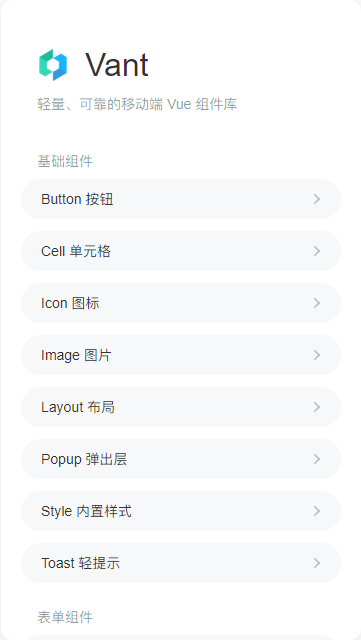 Vant
轻量、可靠的移动端 Vue 组件库
基础组件
Button 按钮
Cell 单元格
Icon 图标
Image 图片
Layout 布局
Popup 弹出层
Style 内置样式
Toast 轻提示
表单组件